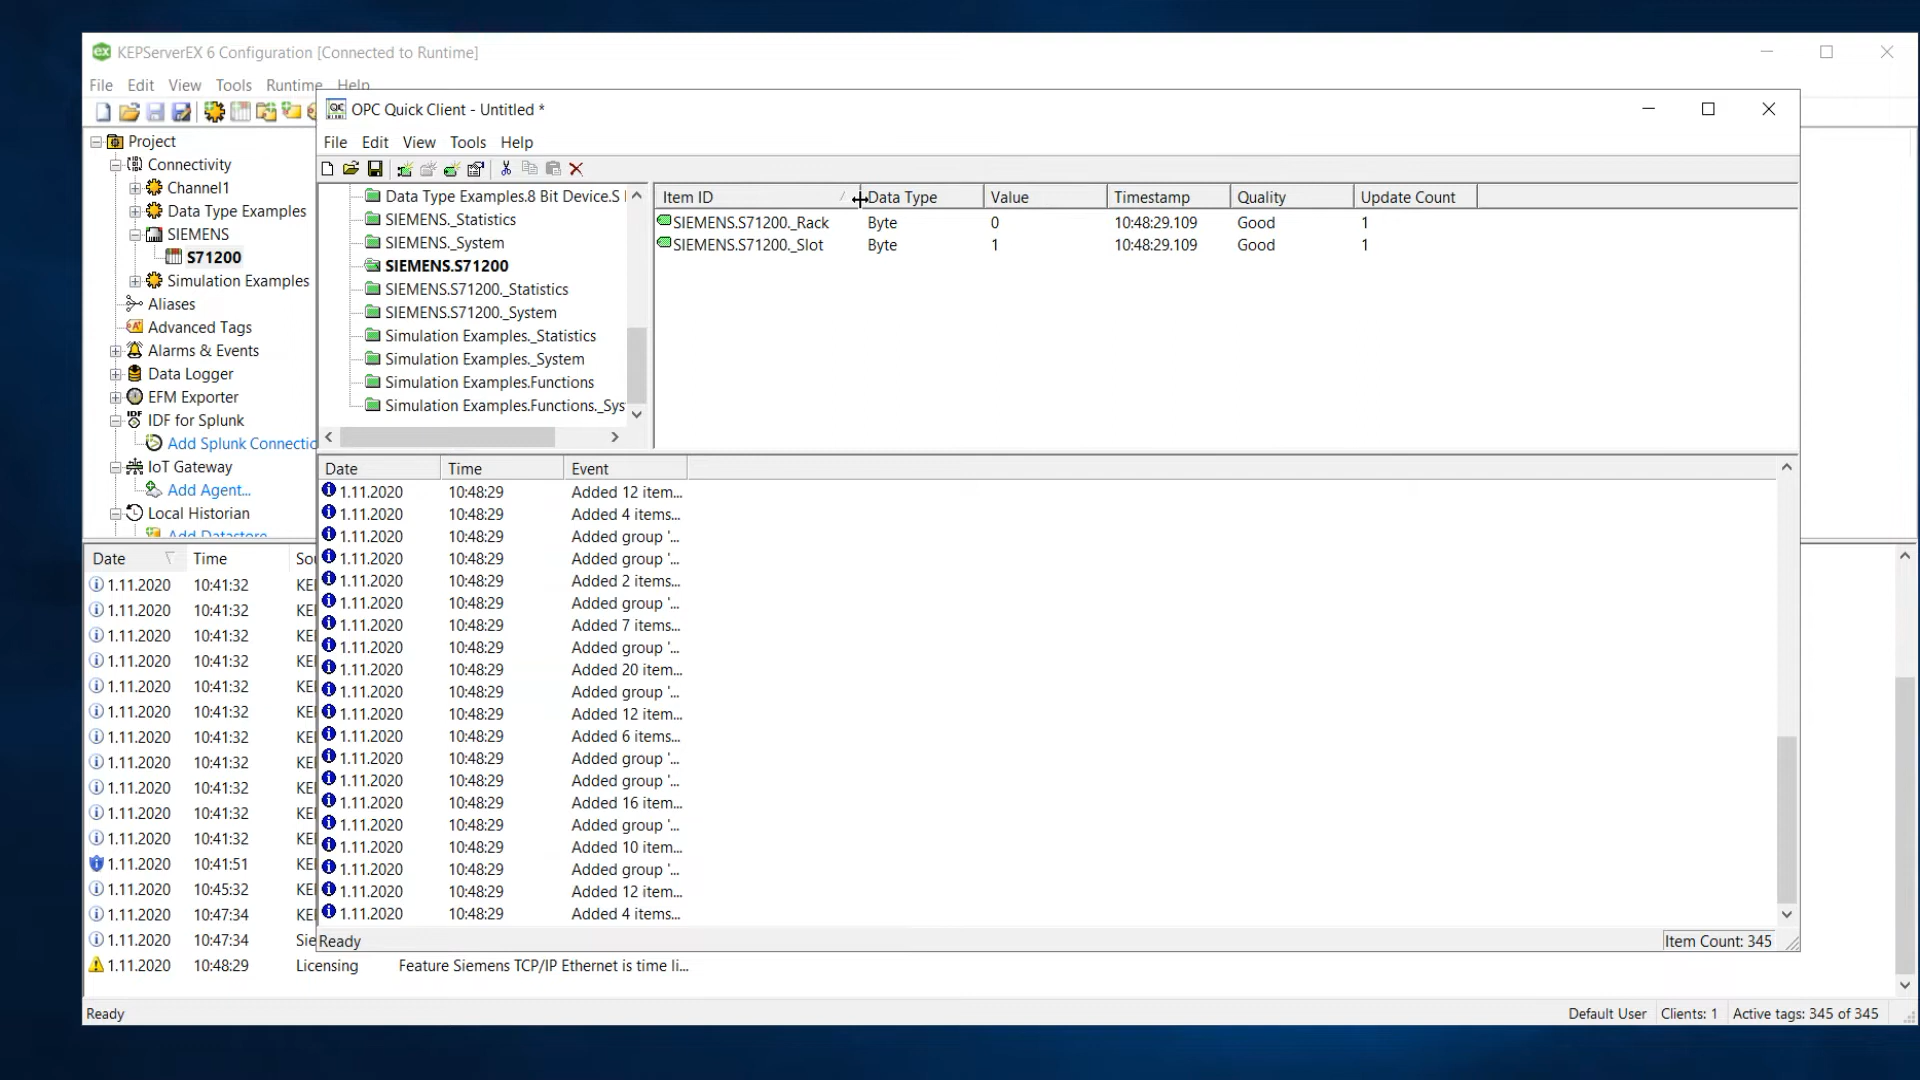 KEPServerEX 6 Configuration [Connected to Runtime]
File Edit View Tools Runtime Help
OPC Quick Client - Untitled *
File Edit View Tools Help
Project
Connectivity
Channel1
Data Type Examples
SIEMENS
S71200
Simulation Examples
Aliases
Advanced Tags
Alarms & Events
Data Logger
EFM Exporter
IDF for Splunk
Add Splunk Connectio
IoT Gateway
Add Agent...
Local Historian
Add Datastore
Data Type Examples.8 Bit Device.S
SIEMENS._Statistics
SIEMENS._System
SIEMENS.S71200
SIEMENS.S71200._Statistics
SIEMENS.S71200._System
Simulation Examples._Statistics
Simulation Examples._System
Simulation Examples.Functions
Simulation Examples.Functions._Sys
Item ID Data Type Value Timestamp Quality Update Count
SIEMENS.S71200._Rack Byte 0 10:48:29.109 Good 1
SIEMENS.S71200._Slot Byte 1 10:48:29.109 Good 1
Date Time Event
1.11.2020 10:48:29 Added 12 item...
1.11.2020 10:48:29 Added 4 items...
1.11.2020 10:48:29 Added group '...
1.11.2020 10:48:29 Added group '...
1.11.2020 10:48:29 Added 2 items...
1.11.2020 10:48:29 Added group '...
1.11.2020 10:48:29 Added 7 items...
1.11.2020 10:48:29 Added group '...
1.11.2020 10:48:29 Added 20 item...
1.11.2020 10:48:29 Added group '...
1.11.2020 10:48:29 Added 12 item...
1.11.2020 10:48:29 Added 6 items...
1.11.2020 10:48:29 Added group '...
1.11.2020 10:48:29 Added group '...
1.11.2020 10:48:29 Added 16 item...
1.11.2020 10:48:29 Added group '...
1.11.2020 10:48:29 Added 10 item...
1.11.2020 10:48:29 Added group '...
1.11.2020 10:48:29 Added 12 item...
1.11.2020 10:48:29 Added 4 items...
Ready Item Count: 345
Date Time Sou
1.11.2020 10:41:32 KEP
1.11.2020 10:41:32 KEP
1.11.2020 10:41:32 KEP
1.11.2020 10:41:32 KEP
1.11.2020 10:41:32 KEP
1.11.2020 10:41:32 KEP
1.11.2020 10:41:32 KEP
1.11.2020 10:41:32 KEP
1.11.2020 10:41:32 KEP
1.11.2020 10:41:32 KEP
1.11.2020 10:41:32 KEP
1.11.2020 10:41:51 KEP
1.11.2020 10:45:32 KEP
1.11.2020 10:47:34 KEP
1.11.2020 10:47:34 Sie
1.11.2020 10:48:29 Licensing Feature Siemens TCP/IP Ethernet is time li...
Ready Default User Clients: 1 Active tags: 345 of 345